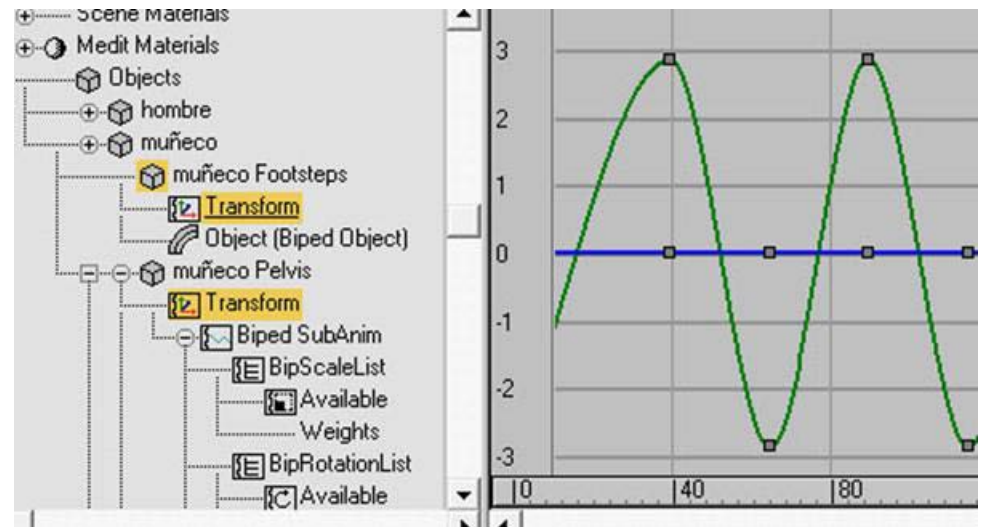 Scene Materials
Medit Materials
Objects
hombre
muñeco
muñeco Footsteps
Transform
Object (Biped Object)
muñeco Pelvis
Transform
Biped SubAnim
BipScaleList
Available
Weights
BipRotationList
Available
3
2
1
0
-1
-2
-3
0
40
80